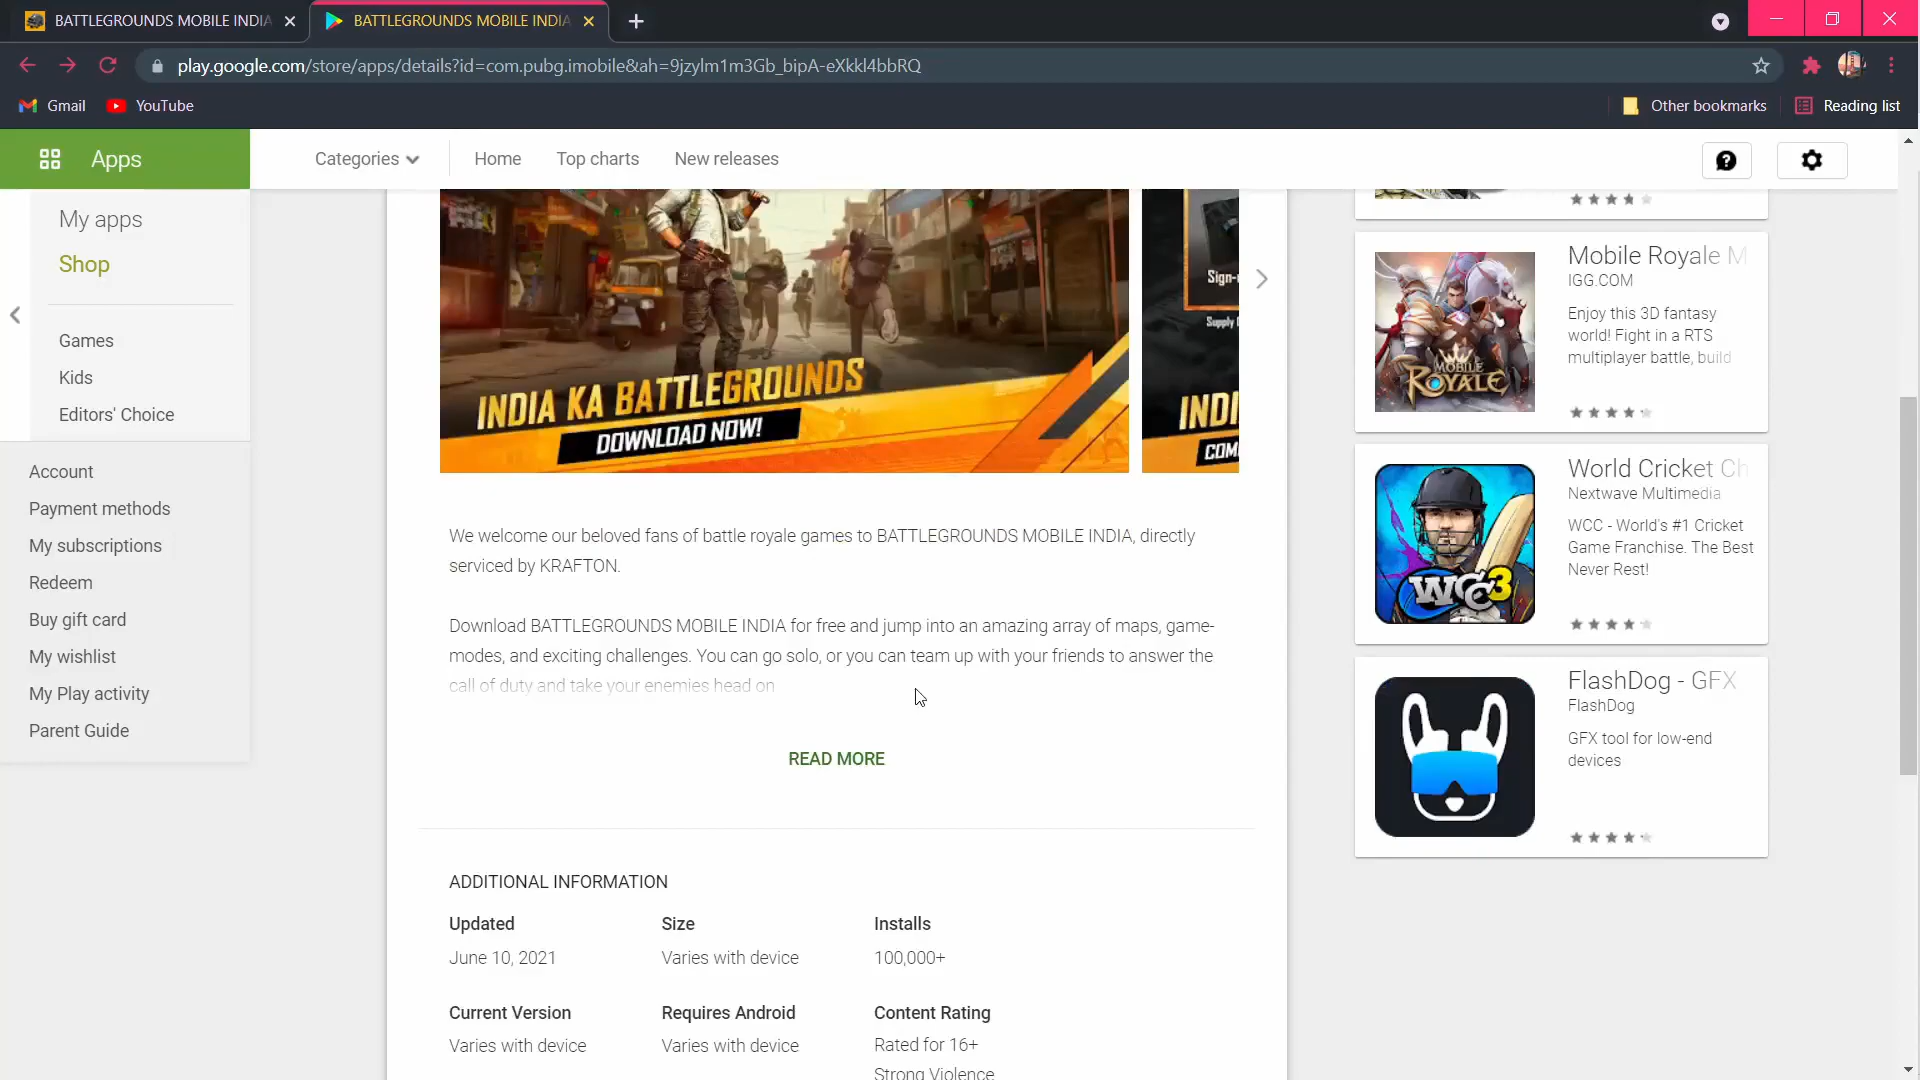 BATTLEGROUNDS MOBILE INDIA
BATTLEGROUNDS MOBILE INDIA
play.google.com/store/apps/details?id=com.pubg.imobile&ah=9jzylm1m3Gb_bipA-eXkkl4bbRQ
Gmail
YouTube
Other bookmarks
Reading list
Apps
Categories
Home
Top charts
New releases
My apps
Shop
Games
Kids
Editors' Choice
Account
Payment methods
My subscriptions
Redeem
Buy gift card
My wishlist
My Play activity
Parent Guide
INDIA KA BATTLEGROUNDS
DOWNLOAD NOW!
Sign-
Supply
INDI
COM
We welcome our beloved fans of battle royale games to BATTLEGROUNDS MOBILE INDIA, directly
serviced by KRAFTON.
Download BATTLEGROUNDS MOBILE INDIA for free and jump into an amazing array of maps, game-
modes, and exciting challenges. You can go solo, or you can team up with your friends to answer the
call of duty and take your enemies head on
READ MORE
ADDITIONAL INFORMATION
Updated
Size
Installs
June 10, 2021
Varies with device
100,000+
Current Version
Requires Android
Content Rating
Varies with device
Varies with device
Rated for 16+
Strong Violence
Mobile Royale M
IGG.COM
Enjoy this 3D fantasy
world! Fight in a RTS
multiplayer battle, build
MOBILE
ROYALE
World Cricket Ch
Nextwave Multimedia
WCC - World's #1 Cricket
Game Franchise. The Best
Never Rest!
WCC3
FlashDog - GFX
FlashDog
GFX tool for low-end
devices